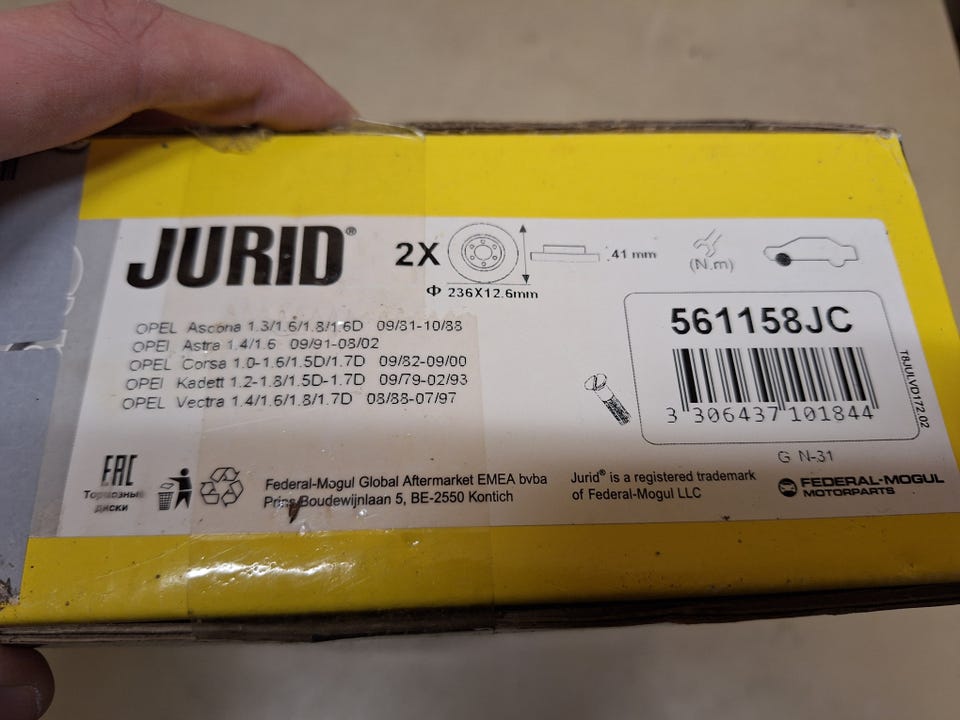 JURID®
2X
41 mm
Φ 236X12.6mm
(N.m)
OPEL Ascona 1.3/1.6/1.8/1.6D 09/81-10/88
OPEL Astra 1.4/1.6 09/91-08/02
OPEL Corsa 1.0-1.6/1.5D/1.7D 09/82-09/00
OPEL Kadett 1.2-1.8/1.5D-1.7D 09/79-02/93
OPEL Vectra 1.4/1.6/1.8/1.7D 08/88-07/97
561158JC
3 306437 101844
T8JULVD172.02
G N-31
EAC
Тормозные
диски
Federal-Mogul Global Aftermarket EMEA bvba
Prins Boudewijnlaan 5, BE-2550 Kontich
Jurid® is a registered trademark
of Federal-Mogul LLC
FEDERAL-MOGUL
MOTORPARTS